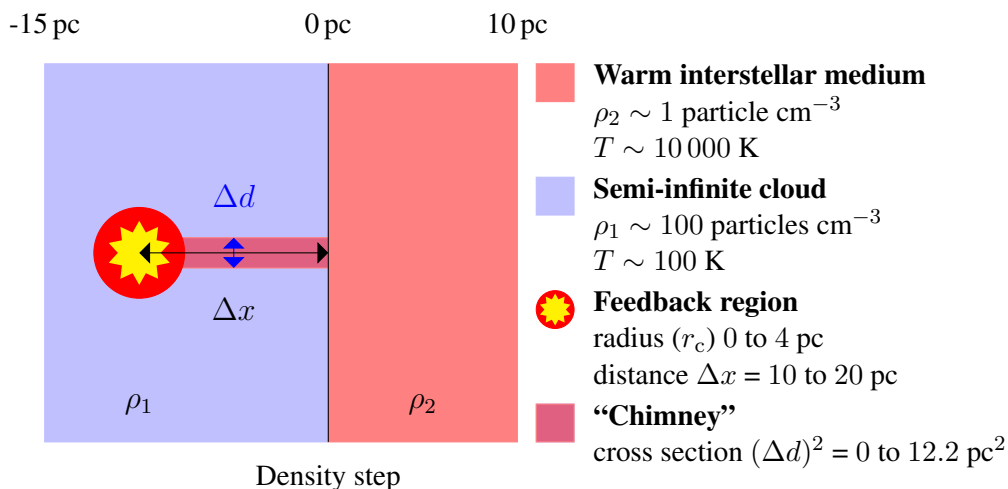 -15 pc 0 pc 10 pc
Δd
Δx
ρ₁ ρ₂
Density step
Warm interstellar medium
ρ₂ ∼ 1 particle cm⁻³
T ∼ 10 000 K
Semi-infinite cloud
ρ₁ ∼ 100 particles cm⁻³
T ∼ 100 K
Feedback region
radius (r_c) 0 to 4 pc
distance Δx = 10 to 20 pc
“Chimney”
cross section (Δd)² = 0 to 12.2 pc²